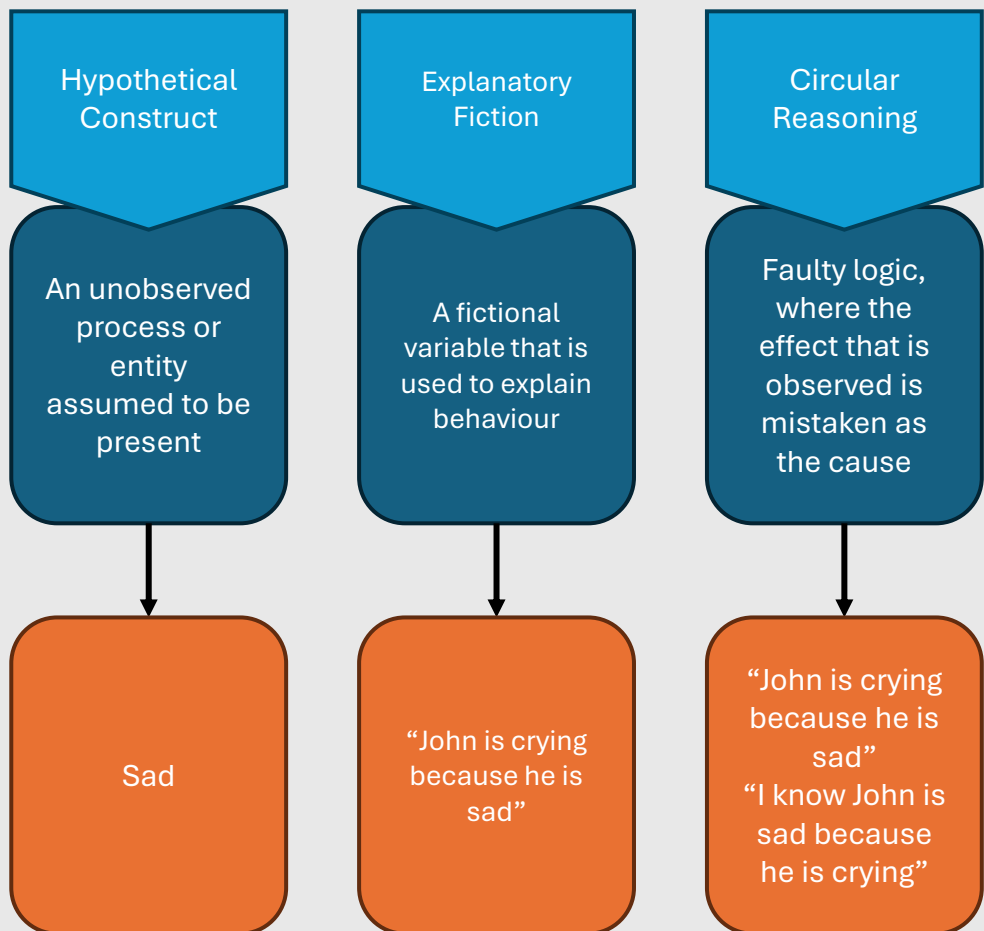 Hypothetical
Construct
An unobserved
process or
entity
assumed to be
present
Sad
Explanatory
Fiction
A fictional
variable that is
used to explain
behaviour
“John is crying
because he is
sad”
Circular
Reasoning
Faulty logic,
where the
effect that is
observed is
mistaken as
the cause
“John is crying
because he is
sad”
“I know John is
sad because
he is crying”